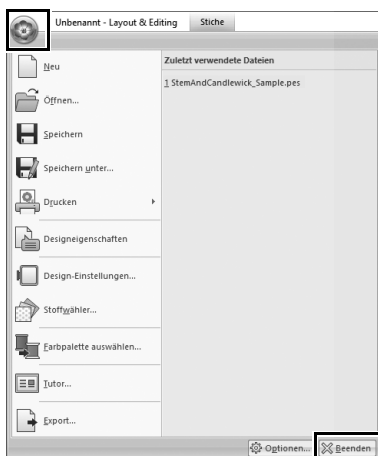 Unbenannt - Layout & Editing Stiche
Neu
Öffnen...
Speichern
Speichern unter...
Drucken
Designeigenschaften
Design-Einstellungen...
Stoffwähler...
Farbpalette auswählen...
Tutor...
Export...
Zuletzt verwendete Dateien
1 StemAndCandlewick_Sample.pes
Optionen... Beenden